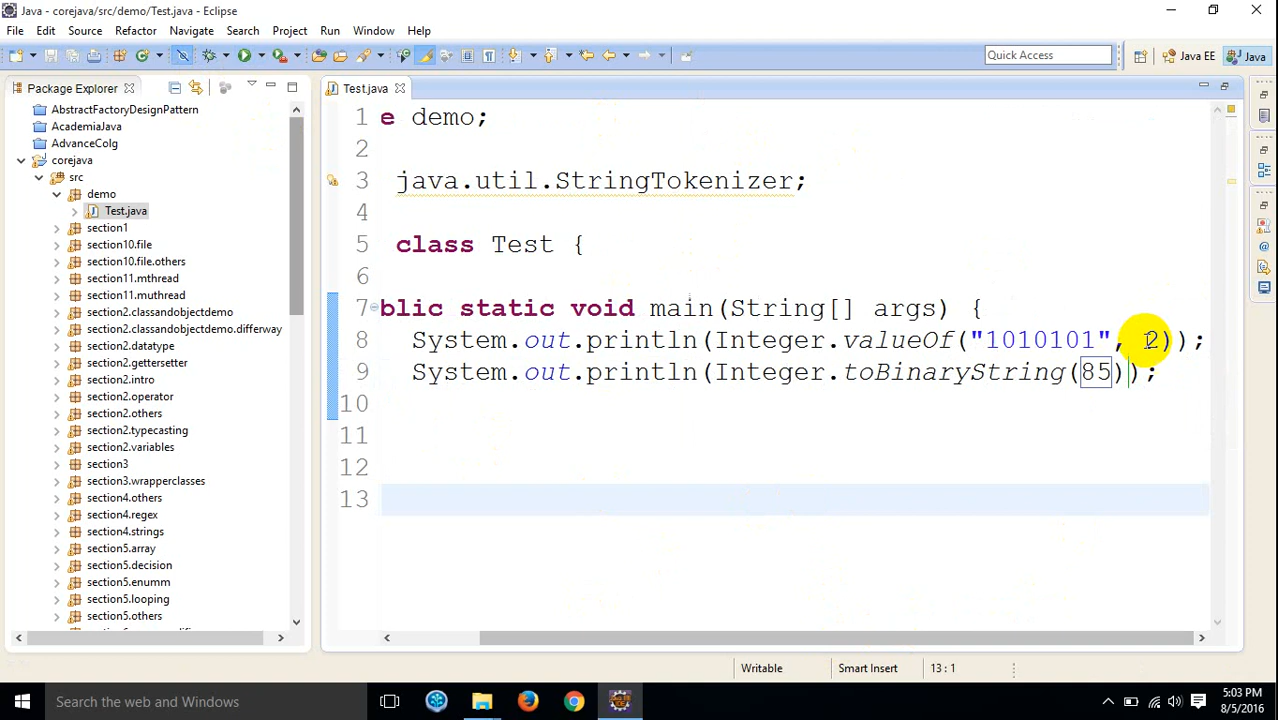 Java - corejava/src/demo/Test.java - Eclipse
File Edit Source Refactor Navigate Search Project Run Window Help
Quick Access
Java EE
Java
Package Explorer
AbstractFactoryDesignPattern
AcademiaJava
AdvanceColg
corejava
src
demo
Test.java
section1
section10.file
section10.file.others
section11.mthread
section11.muthread
section2.classandobjectdemo
section2.classandobjectdemo.differway
section2.datatype
section2.gettersetter
section2.intro
section2.operator
section2.others
section2.typecasting
section2.variables
section3
section3.wrapperclasses
section4.others
section4.regex
section4.strings
section5.array
section5.decision
section5.enumm
section5.looping
section5.others
Test.java
1 e demo;
2
3 java.util.StringTokenizer;
4
5 class Test {
6
7 blic static void main(String[] args) {
8 System.out.println(Integer.valueOf("1010101", 2));
9 System.out.println(Integer.toBinaryString(85));
10
11
12
13
Writable
Smart Insert
13 : 1
Search the web and Windows
5:03 PM
8/5/2016